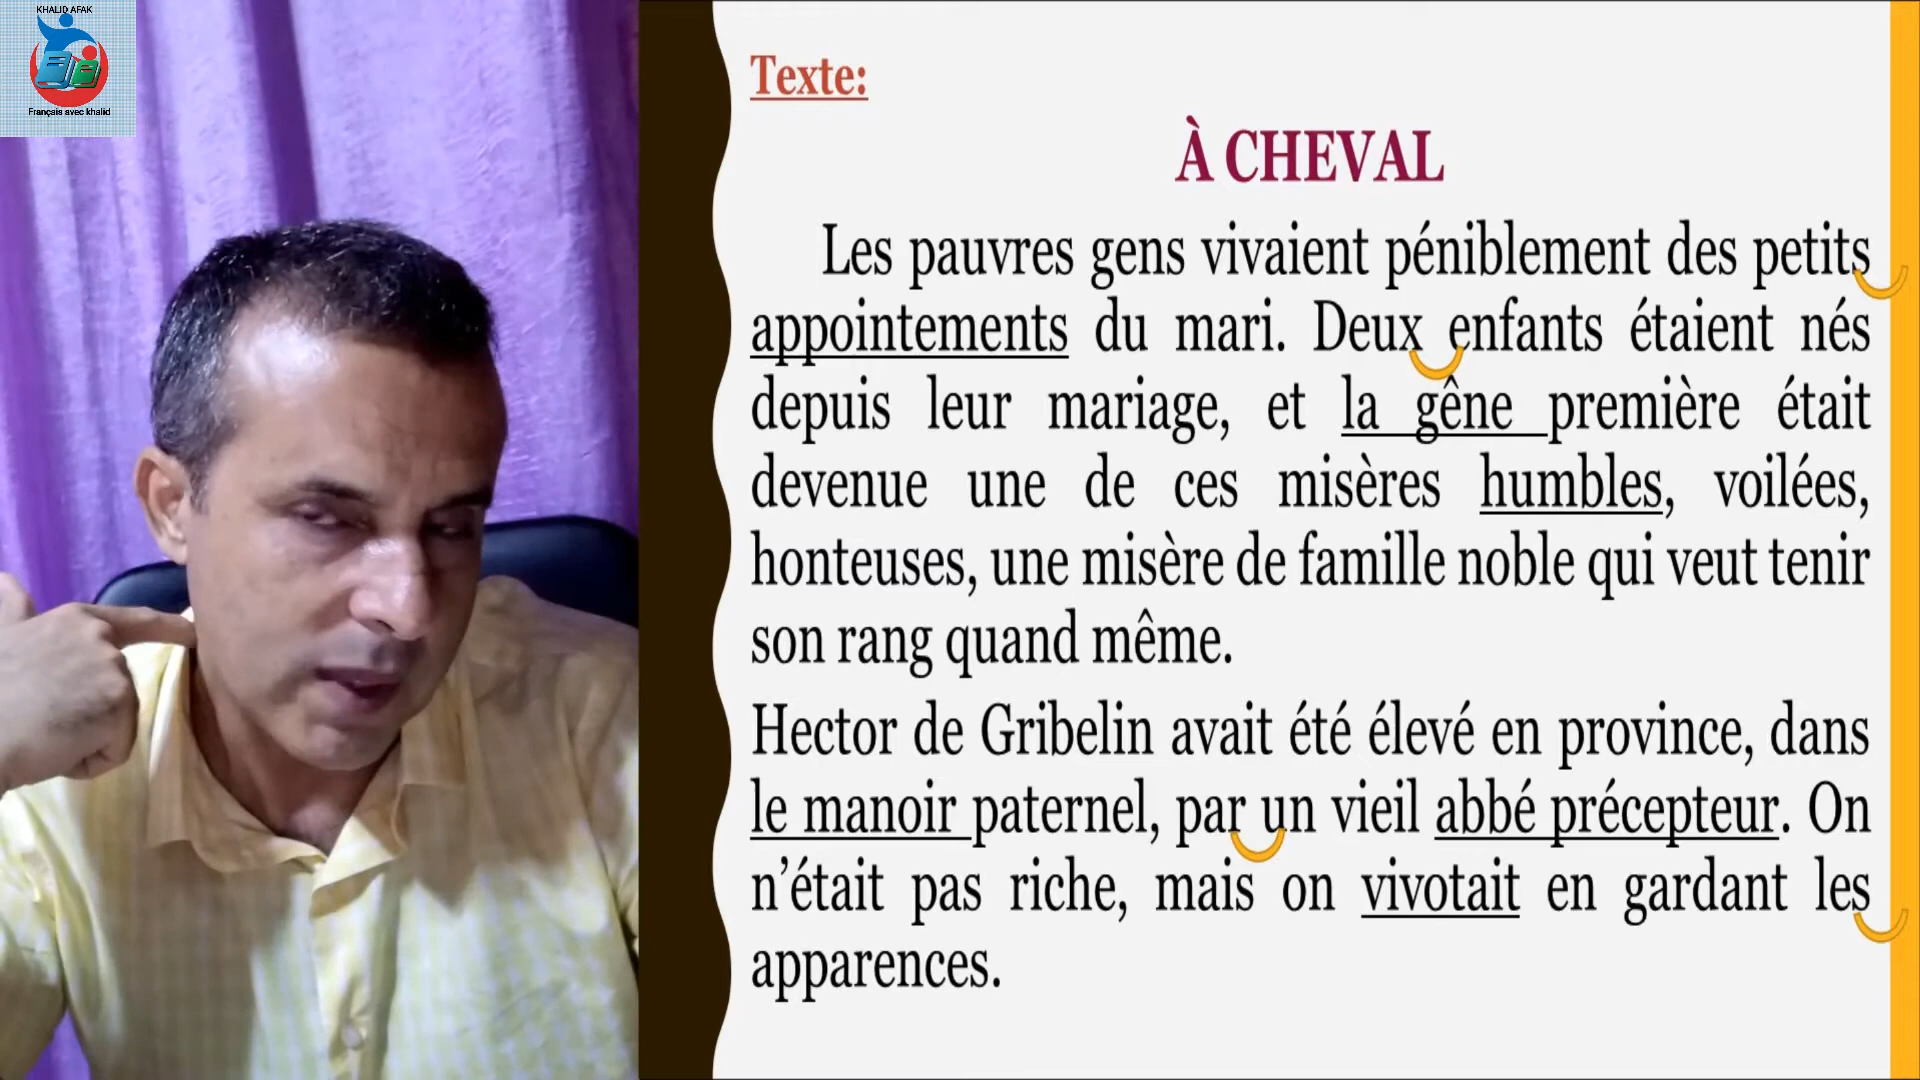 KHALID AFAK
Français avec khalid
Texte:
À CHEVAL
Les pauvres gens vivaient péniblement des petits
appointements du mari. Deux enfants étaient nés
depuis leur mariage, et la gêne première était
devenue une de ces misères humbles, voilées,
honteuses, une misère de famille noble qui veut tenir
son rang quand même.
Hector de Gribelin avait été élevé en province, dans
le manoir paternel, par un vieil abbé précepteur. On
n’était pas riche, mais on vivotait en gardant les
apparences.